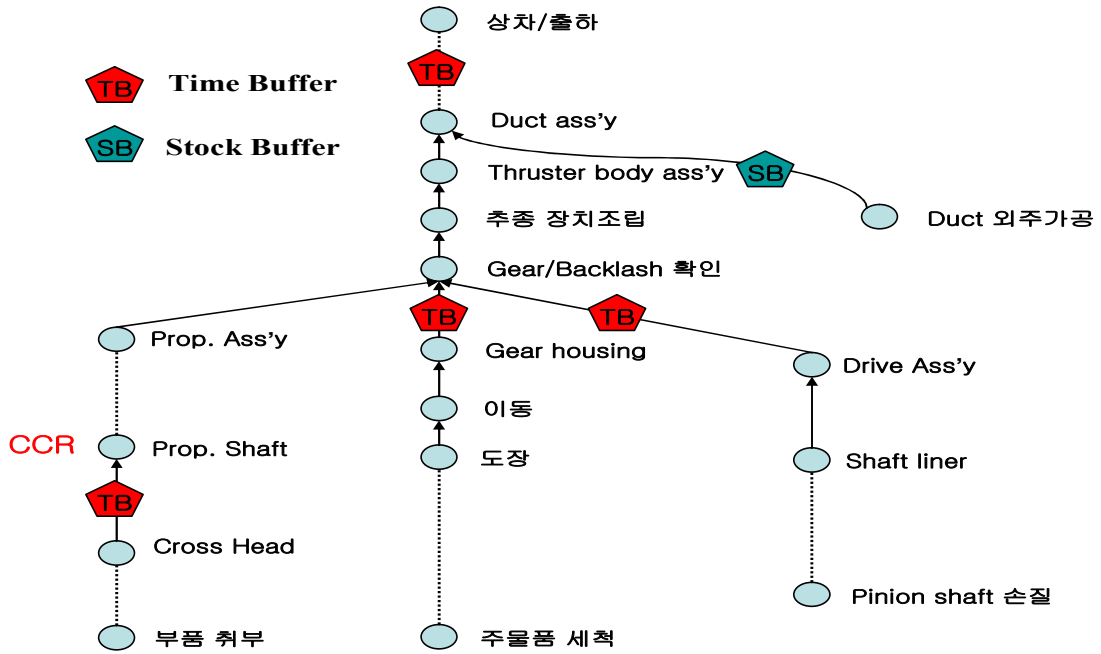 상차/출하
TB
TB Time Buffer
Duct ass'y
SB Stock Buffer
Thruster body ass'y
SB
추종 장치조립
Duct 외주가공
Gear/Backlash 확인
TB
TB
Prop. Ass'y
Gear housing
Drive Ass'y
이동
CCR
Prop. Shaft
도장
Shaft liner
TB
Cross Head
Pinion shaft 손질
부품 취부
주물품 세척